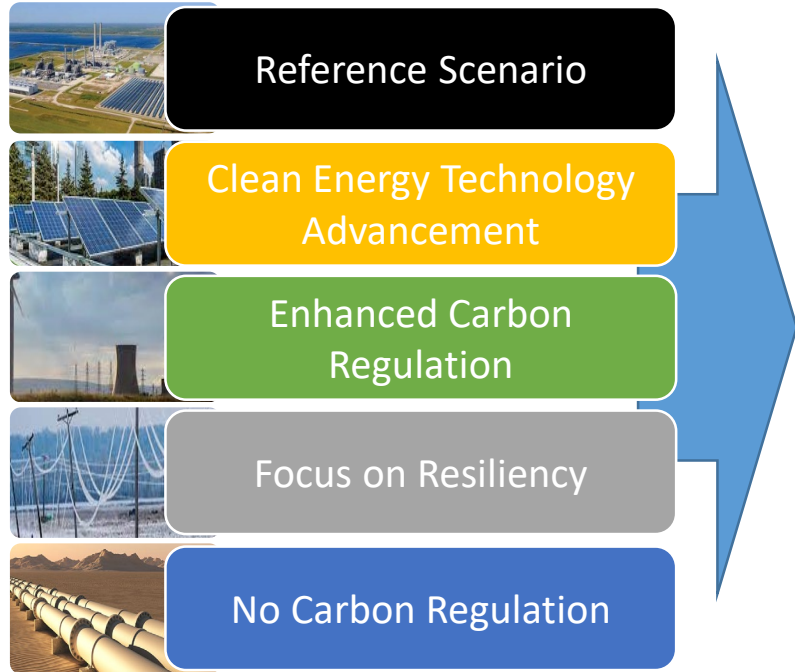 Reference Scenario
Clean Energy Technology
Advancement
Enhanced Carbon
Regulation
Focus on Resiliency
No Carbon Regulation